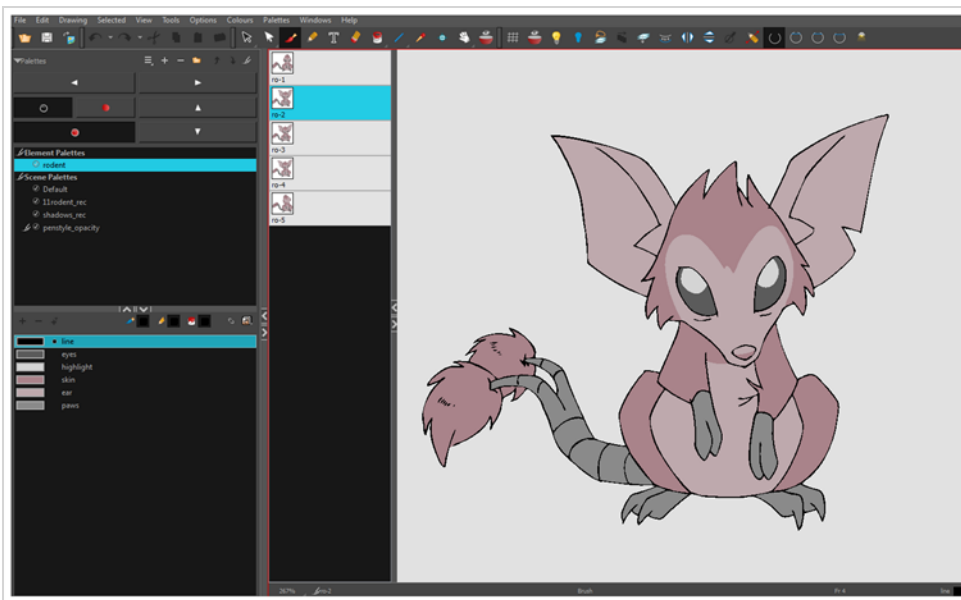 File Edit Drawing Selected View Tools Options Colours Palettes Windows Help
Palettes
Element Palettes
rodent
Scene Palettes
Default
11rodent_rec
shadows_rec
penstyle_opacity
line
eyes
highlight
skin
ear
paws
ro-1
ro-2
ro-3
ro-4
ro-5
267% ro-2 Brush Fr 4 line